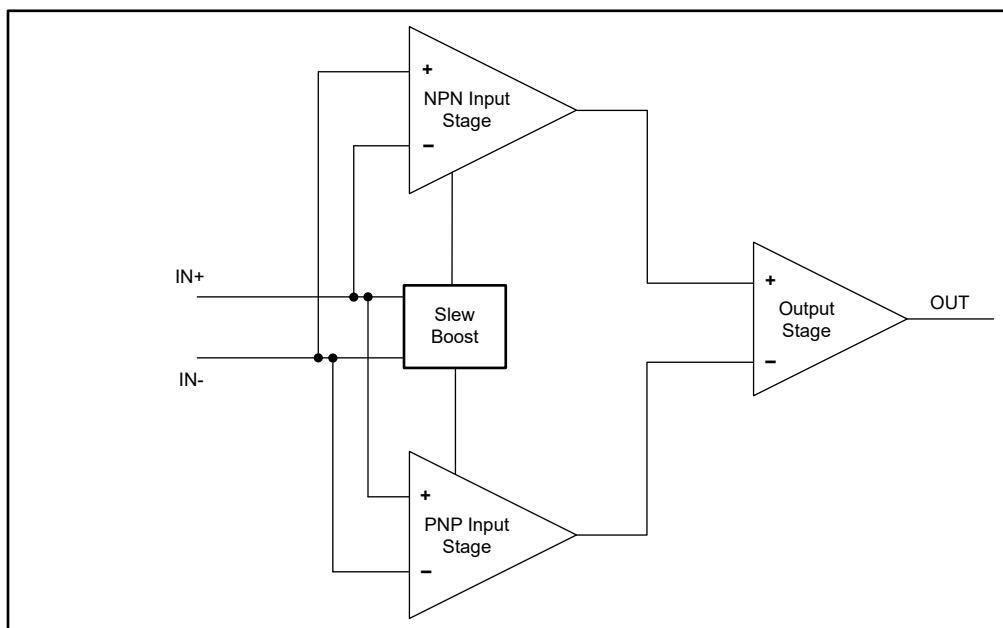 +
NPN Input
Stage
−
IN+
Slew
Boost
IN-
+
Output
Stage
−
OUT
+
PNP Input
Stage
−